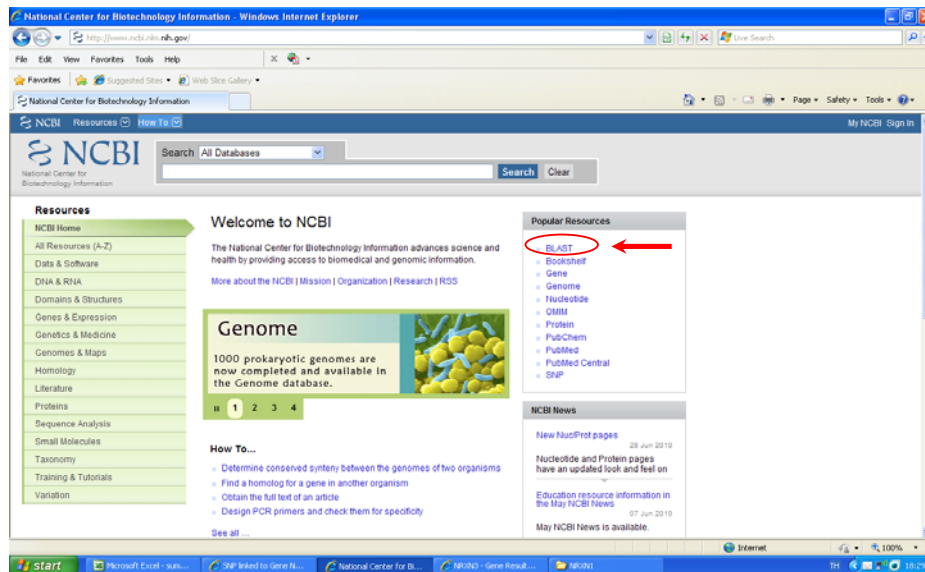 National Center for Biotechnology Information - Windows Internet Explorer
http://www.ncbi.nlm.nih.gov/
Live Search
File Edit View Favorites Tools Help
Favorites Suggested Sites Web Slice Gallery
National Center for Biotechnology Information
Page Safety Tools
NCBI Resources How To
My NCBI Sign In
NCBI
National Center for
Biotechnology Information
Search All Databases
Search Clear
Resources
NCBI Home
All Resources (A-Z)
Data & Software
DNA & RNA
Domains & Structures
Genes & Expression
Genetics & Medicine
Genomes & Maps
Homology
Literature
Proteins
Sequence Analysis
Small Molecules
Taxonomy
Training & Tutorials
Variation
Welcome to NCBI
The National Center for Biotechnology Information advances science and
health by providing access to biomedical and genomic information.
More about the NCBI | Mission | Organization | Research | RSS
Genome
1000 prokaryotic genomes are
now completed and available in
the Genome database.
1 2 3 4
How To...
Determine conserved synteny between the genomes of two organisms
Find a homolog for a gene in another organism
Obtain the full text of an article
Design PCR primers and check them for specificity
See all ...
Popular Resources
BLAST
Bookshelf
Gene
Genome
Nucleotide
OMIM
Protein
PubChem
PubMed
PubMed Central
SNP
NCBI News
New Nuc/Prot pages
28 Jun 2010
Nucleotide and Protein pages
have an updated look and feel on
Education resource information in
the May NCBI News
07 Jun 2010
May NCBI News is available.
Internet 100%
start Microsoft Excel - sum... SNP linked to Gene N... National Center for Bi... NRXN3 - Gene Result... NRXN1 TH 18:29